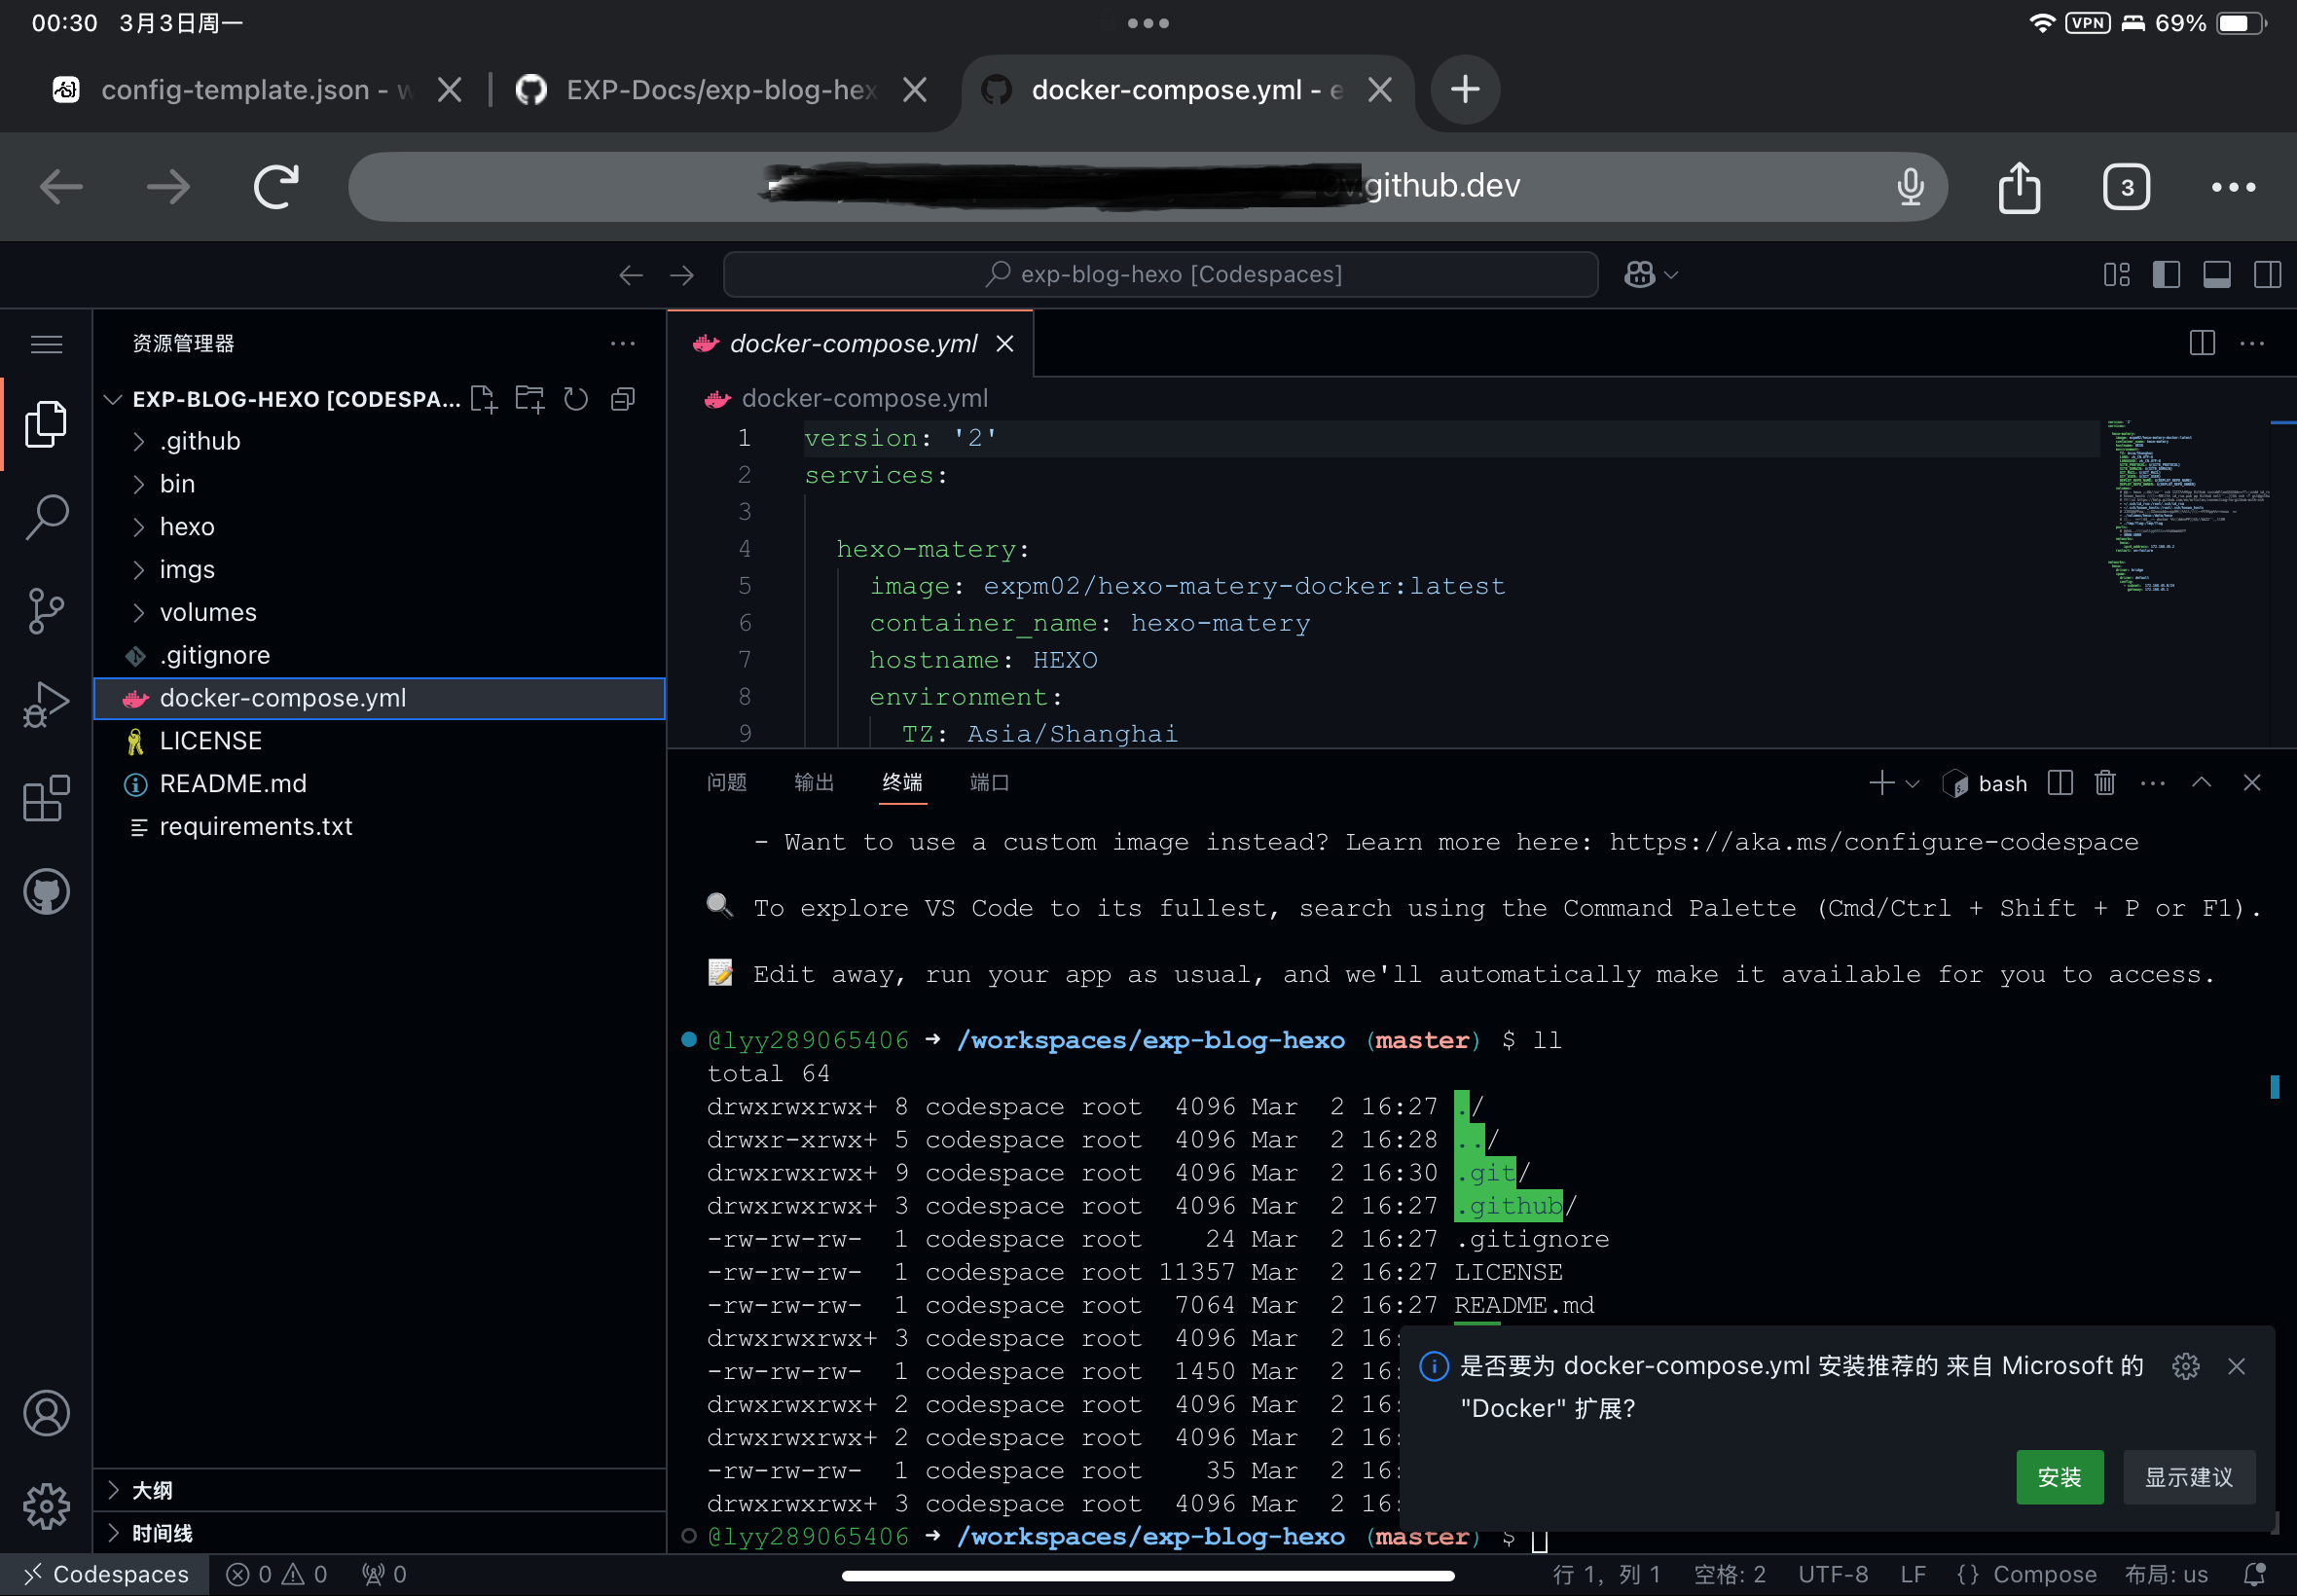 00:30 3月3日周一
VPN 69%
config-template.json - w
EXP-Docs/exp-blog-hex
docker-compose.yml - e
.github.dev
3
exp-blog-hexo [Codespaces]
资源管理器
EXP-BLOG-HEXO [CODESPA...
.github
bin
hexo
imgs
volumes
.gitignore
docker-compose.yml
LICENSE
README.md
requirements.txt
大纲
时间线
docker-compose.yml
docker-compose.yml
1 version: '2'
2 services:
3
4 hexo-matery:
5 image: expm02/hexo-matery-docker:latest
6 container_name: hexo-matery
7 hostname: HEXO
8 environment:
9 TZ: Asia/Shanghai
问题 输出 终端 端口
bash
- Want to use a custom image instead? Learn more here: https://aka.ms/configure-codespace
To explore VS Code to its fullest, search using the Command Palette (Cmd/Ctrl + Shift + P or F1).
Edit away, run your app as usual, and we'll automatically make it available for you to access.
@lyy289065406 → /workspaces/exp-blog-hexo (master) $ ll
total 64
drwxrwxrwx+ 8 codespace root 4096 Mar 2 16:27 ./
drwxr-xrwx+ 5 codespace root 4096 Mar 2 16:28 ../
drwxrwxrwx+ 9 codespace root 4096 Mar 2 16:30 .git/
drwxrwxrwx+ 3 codespace root 4096 Mar 2 16:27 .github/
-rw-rw-rw- 1 codespace root 24 Mar 2 16:27 .gitignore
-rw-rw-rw- 1 codespace root 11357 Mar 2 16:27 LICENSE
-rw-rw-rw- 1 codespace root 7064 Mar 2 16:27 README.md
drwxrwxrwx+ 3 codespace root 4096 Mar 2 16:
-rw-rw-rw- 1 codespace root 1450 Mar 2 16:
drwxrwxrwx+ 2 codespace root 4096 Mar 2 16:
drwxrwxrwx+ 2 codespace root 4096 Mar 2 16:
-rw-rw-rw- 1 codespace root 35 Mar 2 16:
drwxrwxrwx+ 3 codespace root 4096 Mar 2 16:
@lyy289065406 → /workspaces/exp-blog-hexo (master) $
是否要为 docker-compose.yml 安装推荐的 来自 Microsoft 的
"Docker" 扩展?
安装 显示建议
Codespaces 0 0 0
行 1，列 1 空格: 2 UTF-8 LF {} Compose 布局: us